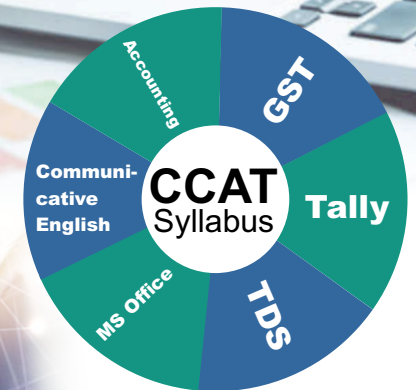 CCAT
Syllabus
Accounting
GST
Tally
TDS
MS Office
Communi-
cative
English